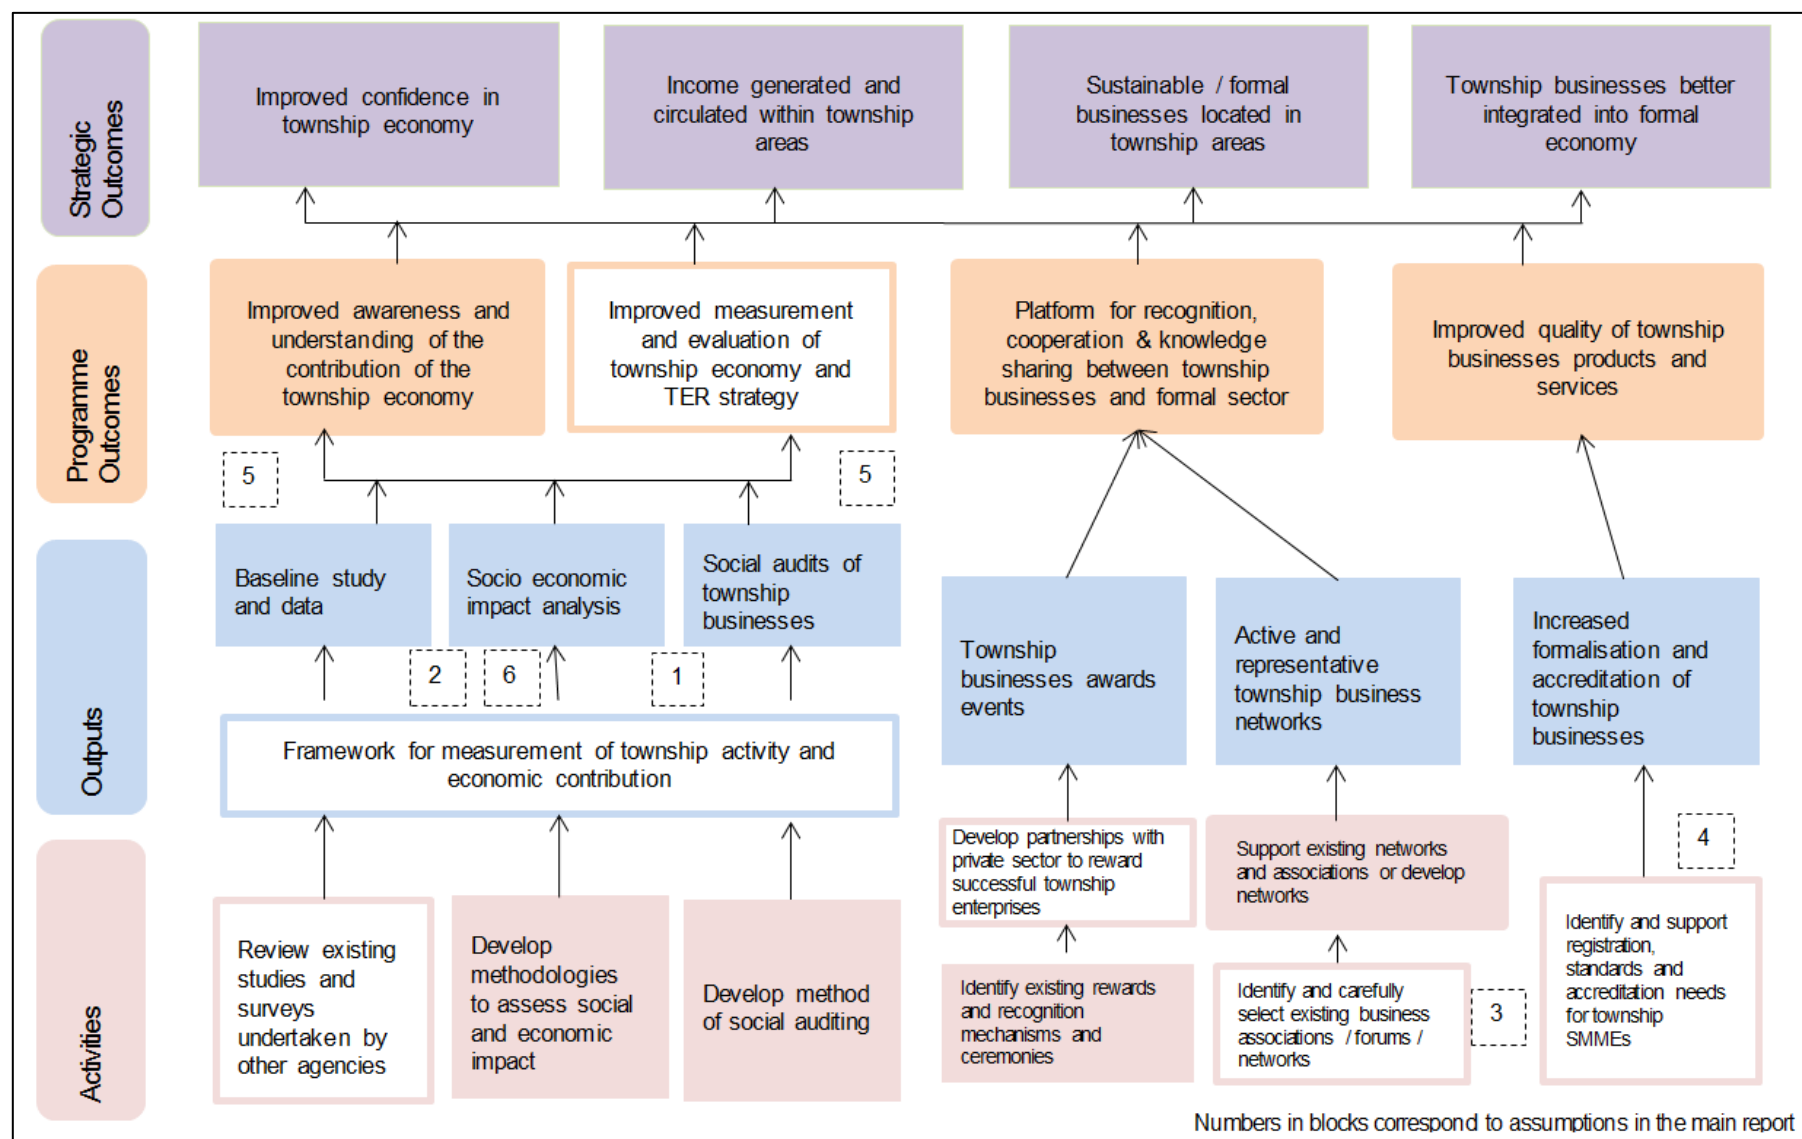 Strategic
Outcomes
Improved confidence in
township economy
Income generated and
circulated within township
areas
Sustainable / formal
businesses located in
township areas
Township businesses better
integrated into formal
economy
Programme
Outcomes
Improved awareness and
understanding of the
contribution of the
township economy
Improved measurement
and evaluation of
township economy and
TER strategy
Platform for recognition,
cooperation & knowledge
sharing between township
businesses and formal sector
Improved quality of township
businesses products and
services
5
5
Outputs
Baseline study
and data
Socio economic
impact analysis
Social audits of
township
businesses
2
6
1
Framework for measurement of township activity and
economic contribution
Township
businesses awards
events
Active and
representative
township business
networks
Increased
formalisation and
accreditation of
township
businesses
Activities
Review existing
studies and
surveys
undertaken by
other agencies
Develop
methodologies
to assess social
and economic
impact
Develop method
of social auditing
Develop partnerships with
private sector to reward
successful township
enterprises
Identify existing rewards
and recognition
mechanisms and
ceremonies
Support existing networks
and associations or develop
networks
Identify and carefully
select existing business
associations / forums /
networks
3
4
Identify and support
registration,
standards and
accreditation needs
for township
SMMEs
Numbers in blocks correspond to assumptions in the main report